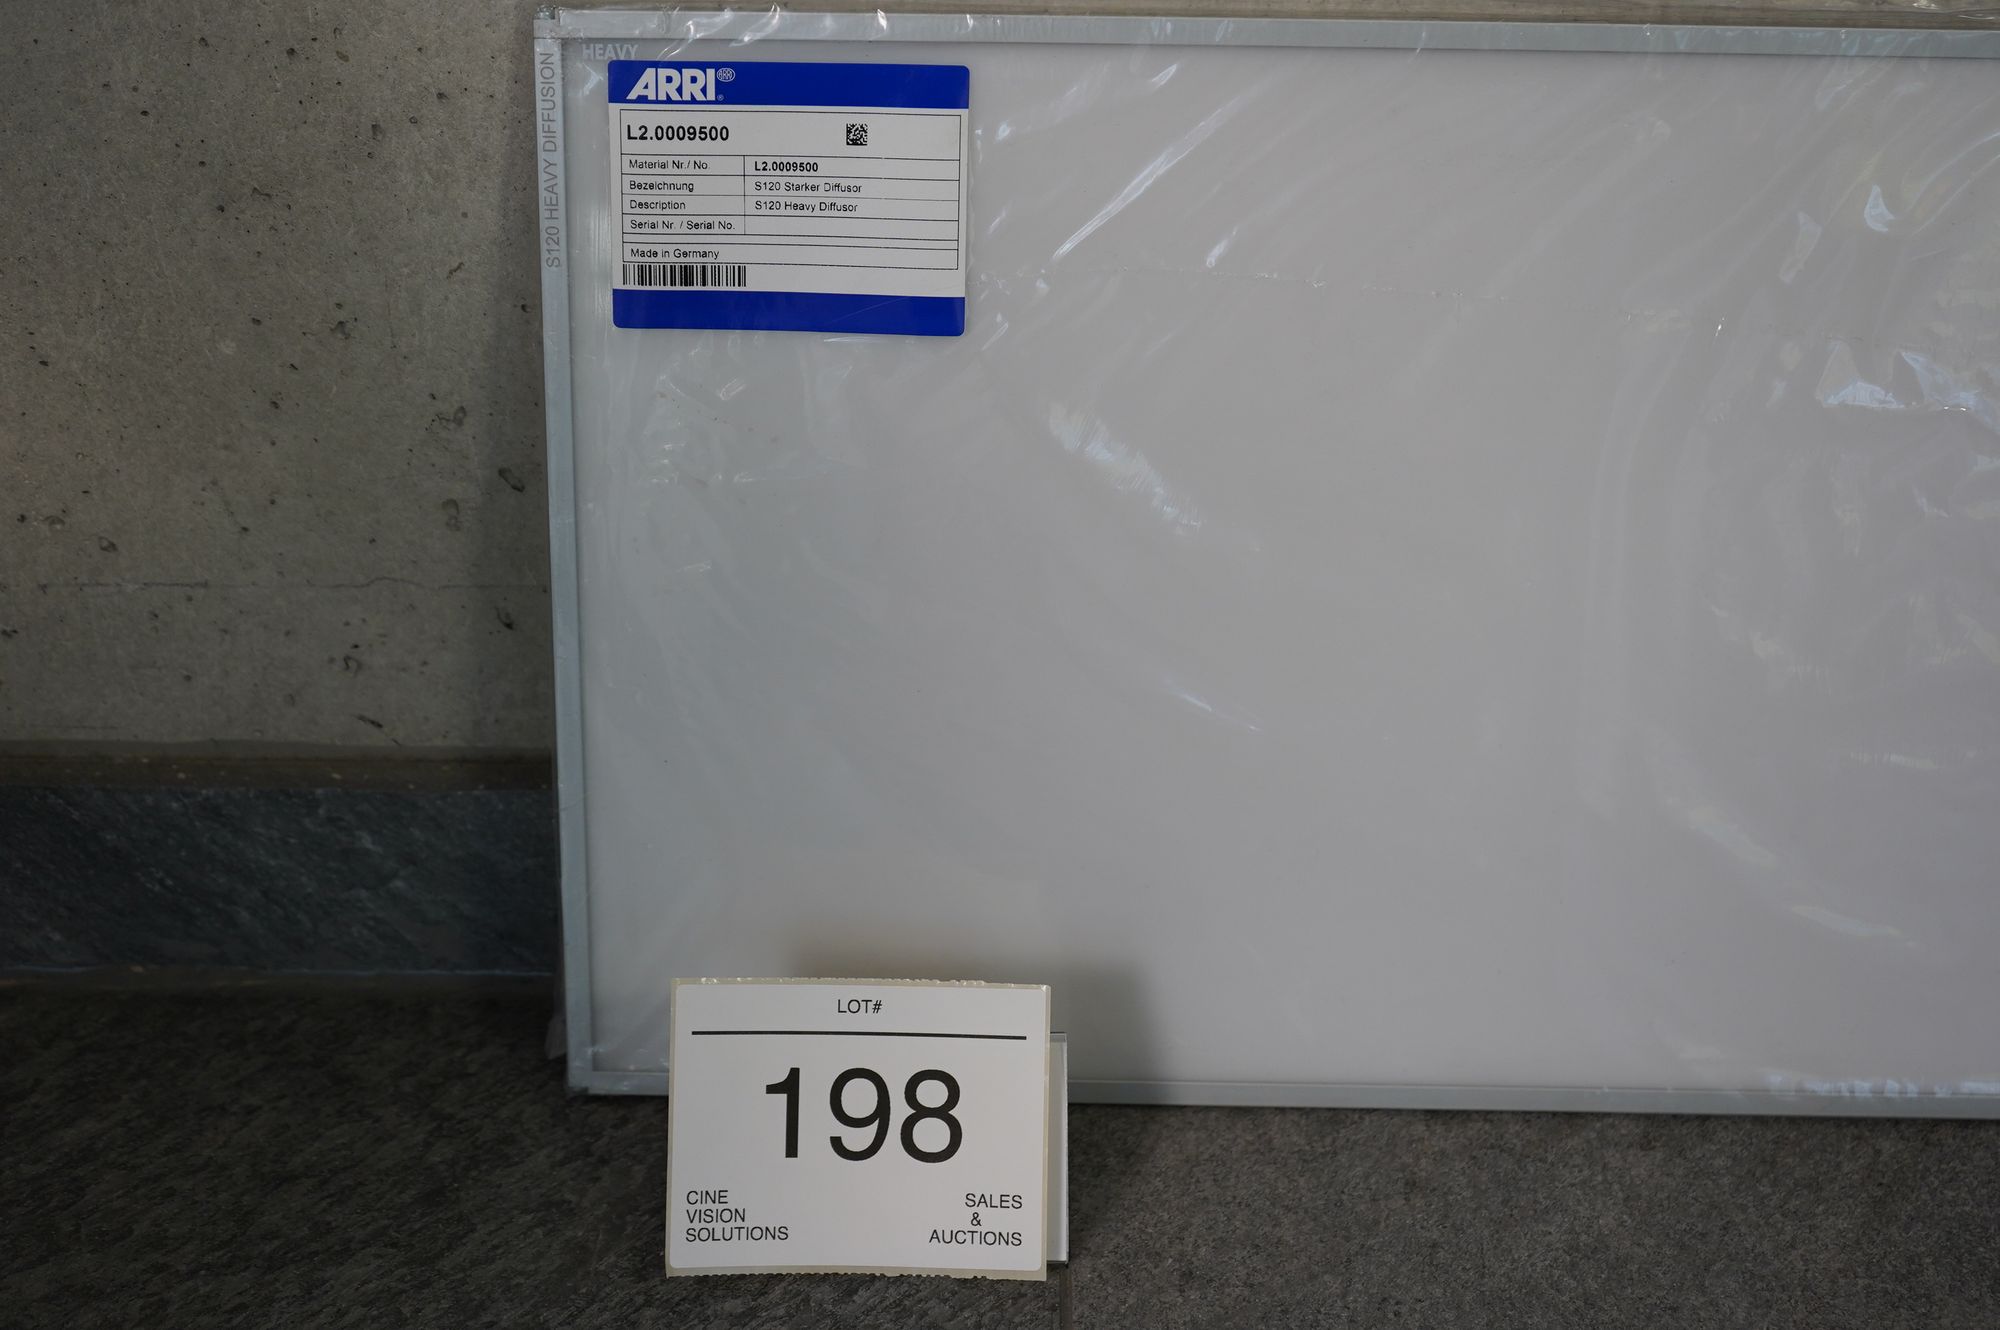 HEAVY
S120 HEAVY DIFFUSION
ARRI® ARRI
L2.0009500
Material Nr./ No. L2.0009500
Bezeichnung S120 Starker Diffusor
Description S120 Heavy Diffusor
Serial Nr. / Serial No.
Made in Germany
LOT#
198
CINE
VISION
SOLUTIONS
SALES
&
AUCTIONS